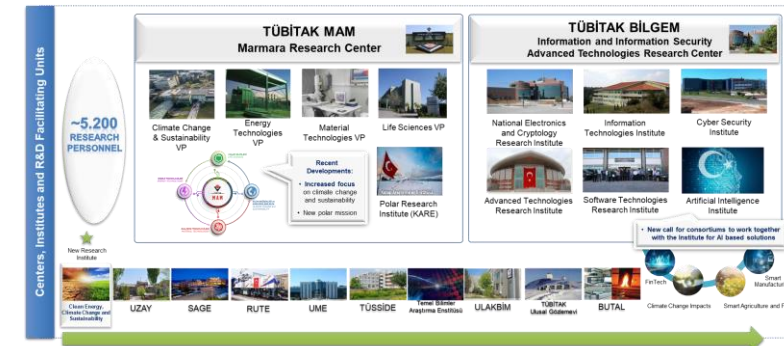 Centers, Institutes and R&D Facilitating Units
~5.200
RESEARCH
PERSONNEL
New Research
Institute
TÜBİTAK MAM
Marmara Research Center
Climate Change
& Sustainability
VP
Energy
Technologies
VP
Material
Technologies VP
Life Sciences VP
MAM
Recent
Developments:
• Increased focus
on climate change
and sustainability
• New polar mission
Polar Research
Institute (KARE)
TÜBİTAK BİLGEM
Information and Information Security
Advanced Technologies Research Center
National Electronics
and Cryptology
Research Institute
Information
Technologies Institute
Cyber Security
Institute
Advanced Technologies
Research Institute
Software Technologies
Research Institute
Artificial Intelligence
Institute
• New call for consortiums to work together
with the institute for AI based solutions
Clean Energy,
Climate Change and
Sustainability
UZAY
SAGE
RUTE
UME
TÜSSİDE
Temel Bilimler
Araştırma Enstitüsü
ULAKBİM
TÜBİTAK
Ulusal Gözlemevi
BUTAL
FinTech
Smart
Climate Change Impacts
Smart Agriculture and